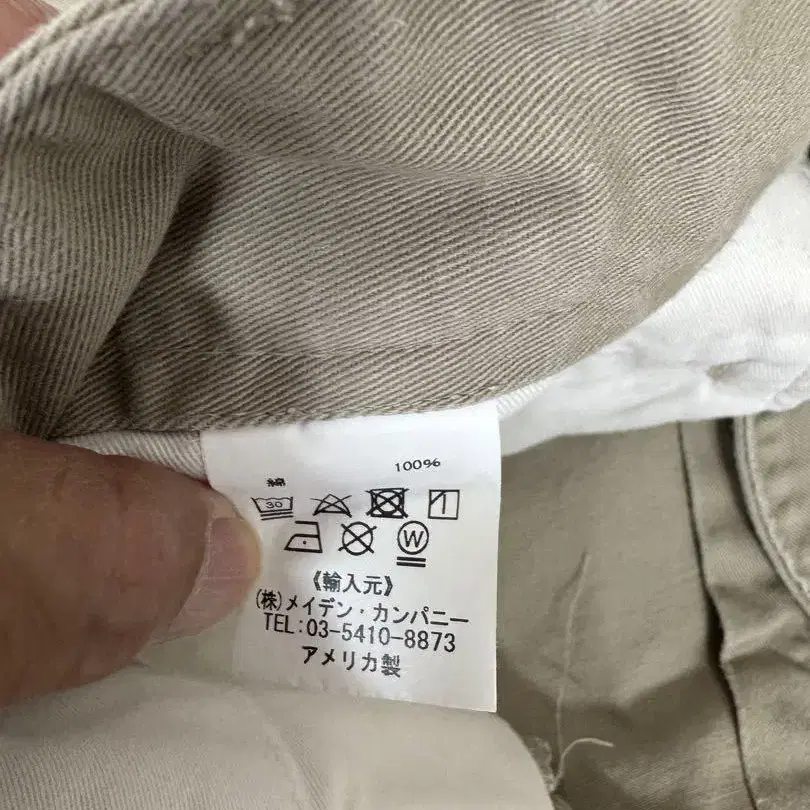 綿 100%
30
W
《輸入元》
(株)メイデン・カンパニー
TEL:03-5410-8873
アメリカ製